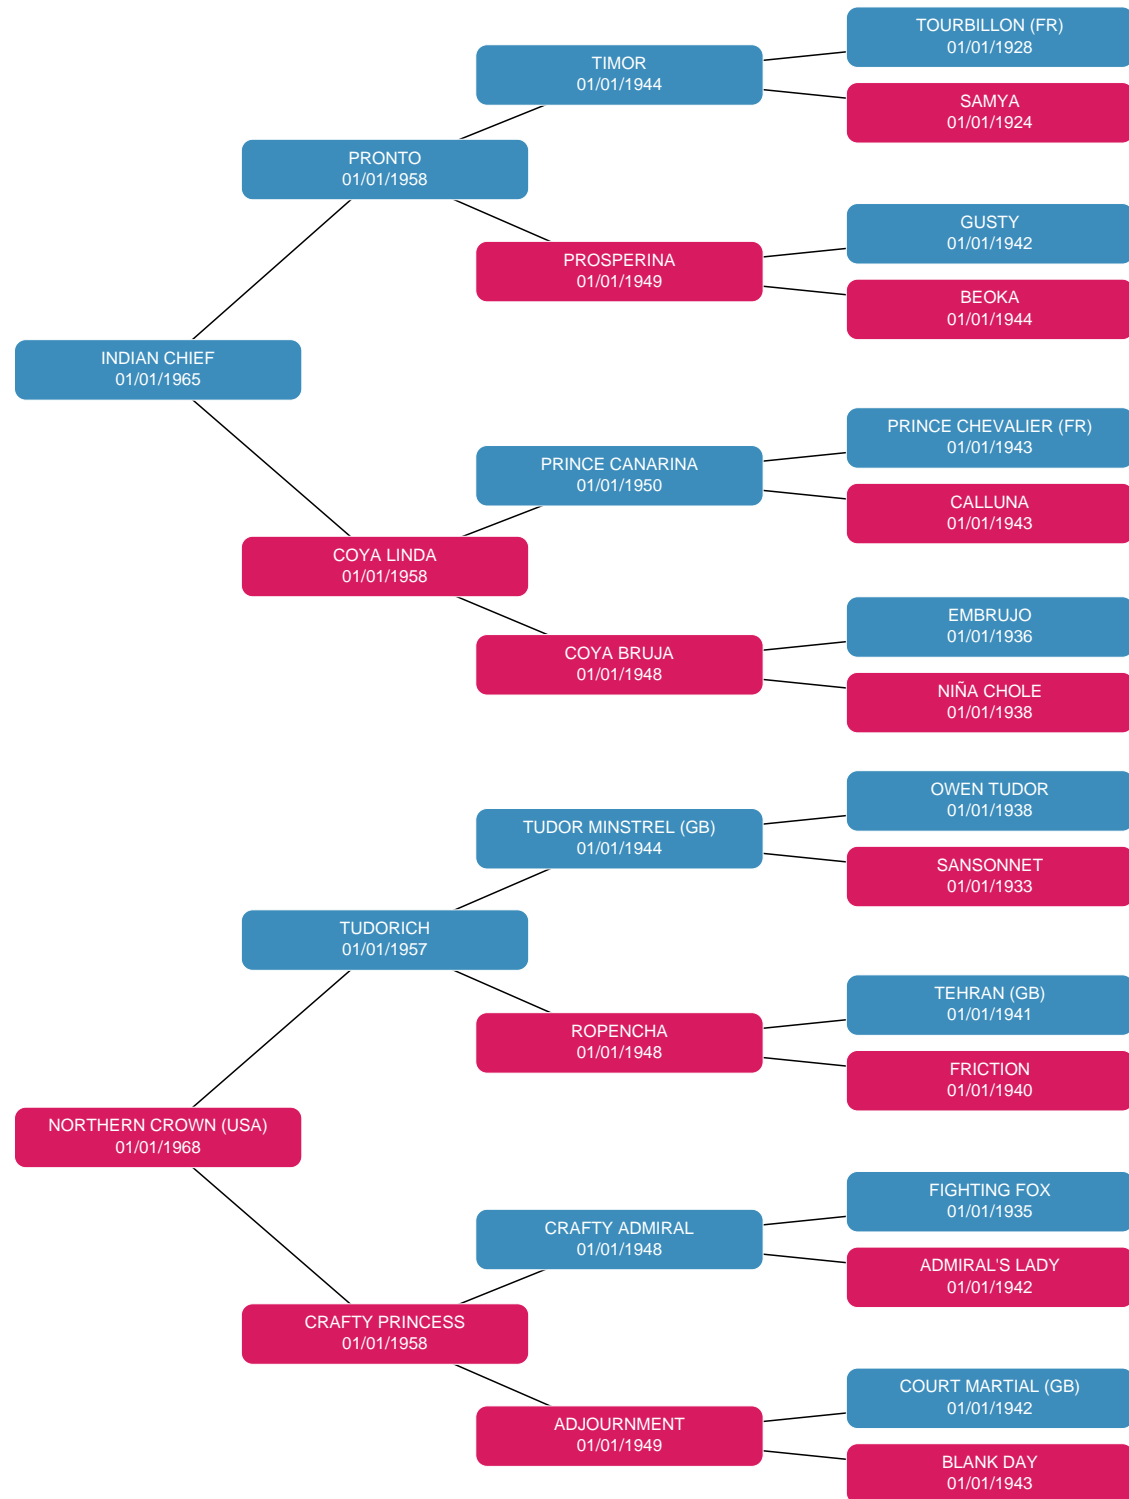 TOURBILLON (FR)
01/01/1928
TIMOR
01/01/1944
SAMYA
01/01/1924
PRONTO
01/01/1958
GUSTY
01/01/1942
PROSPERINA
01/01/1949
BEOKA
01/01/1944
INDIAN CHIEF
01/01/1965
PRINCE CHEVALIER (FR)
01/01/1943
PRINCE CANARINA
01/01/1950
CALLUNA
01/01/1943
COYA LINDA
01/01/1958
EMBRUJO
01/01/1936
COYA BRUJA
01/01/1948
NIÑA CHOLE
01/01/1938
OWEN TUDOR
01/01/1938
TUDOR MINSTREL (GB)
01/01/1944
SANSONNET
01/01/1933
TUDORICH
01/01/1957
TEHRAN (GB)
01/01/1941
ROPENCHA
01/01/1948
FRICTION
01/01/1940
NORTHERN CROWN (USA)
01/01/1968
FIGHTING FOX
01/01/1935
CRAFTY ADMIRAL
01/01/1948
ADMIRAL'S LADY
01/01/1942
CRAFTY PRINCESS
01/01/1958
COURT MARTIAL (GB)
01/01/1942
ADJOURNMENT
01/01/1949
BLANK DAY
01/01/1943